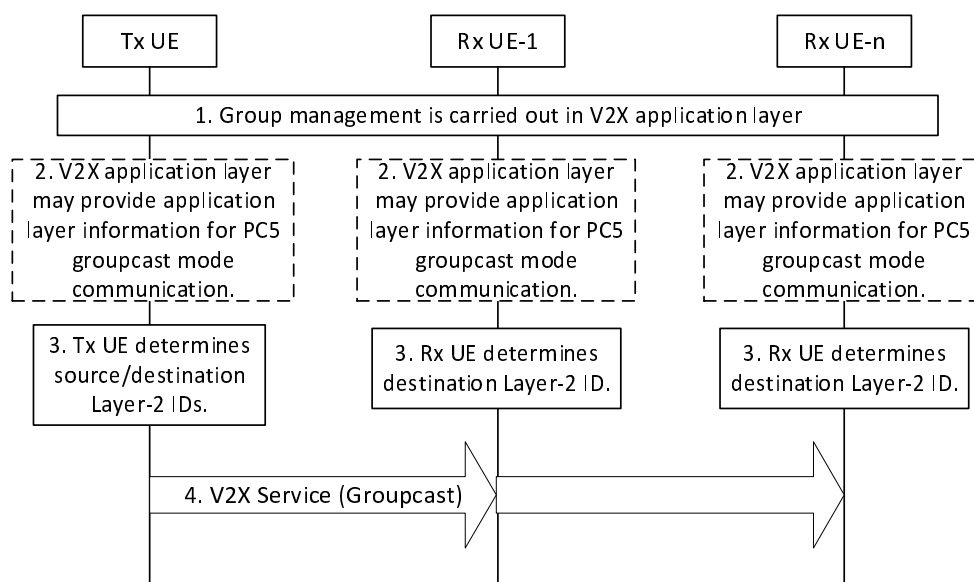 Tx UE
Rx UE-1
Rx UE-n
1. Group management is carried out in V2X application layer
2. V2X application layer
may provide application
layer information for PC5
groupcast mode
communication.
2. V2X application layer
may provide application
layer information for PC5
groupcast mode
communication.
2. V2X application layer
may provide application
layer information for PC5
groupcast mode
communication.
3. Tx UE determines
source/destination
Layer-2 IDs.
3. Rx UE determines
destination Layer-2 ID.
3. Rx UE determines
destination Layer-2 ID.
4. V2X Service (Groupcast)